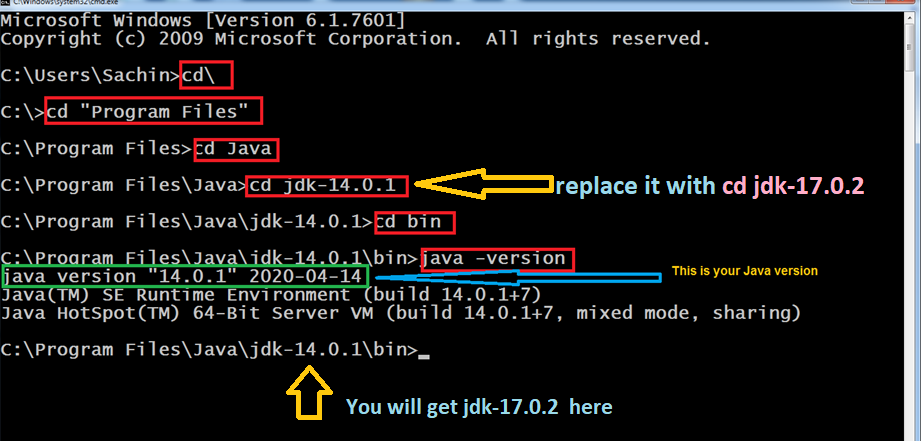 C:\Windows\system32\cmd.exe
Microsoft Windows [Version 6.1.7601]
Copyright (c) 2009 Microsoft Corporation.  All rights reserved.
C:\Users\Sachin>cd\
C:\>cd "Program Files"
C:\Program Files>cd Java
C:\Program Files\Java>cd jdk-14.0.1 replace it with cd jdk-17.0.2
C:\Program Files\Java\jdk-14.0.1>cd bin
C:\Program Files\Java\jdk-14.0.1\bin>java -version
java version "14.0.1" 2020-04-14 This is your Java version
Java(TM) SE Runtime Environment (build 14.0.1+7)
Java HotSpot(TM) 64-Bit Server VM (build 14.0.1+7, mixed mode, sharing)
C:\Program Files\Java\jdk-14.0.1\bin>_
You will get jdk-17.0.2 here